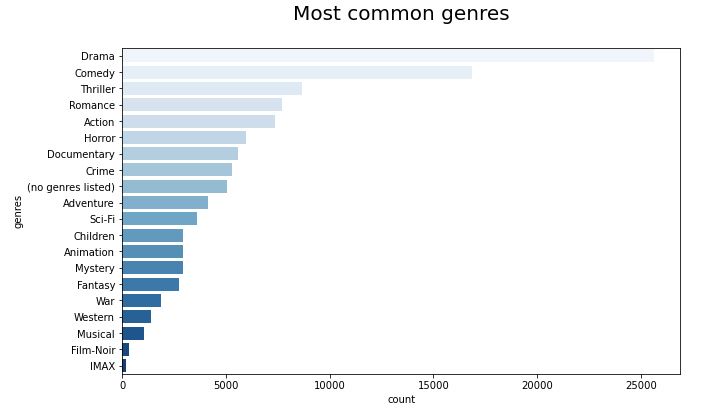 Most common genres
Drama
Comedy
Thriller
Romance
Action
Horror
Documentary
Crime
(no genres listed)
Adventure
Sci-Fi
Children
Animation
Mystery
Fantasy
War
Western
Musical
Film-Noir
IMAX
genres
0 5000 10000 15000 20000 25000
count